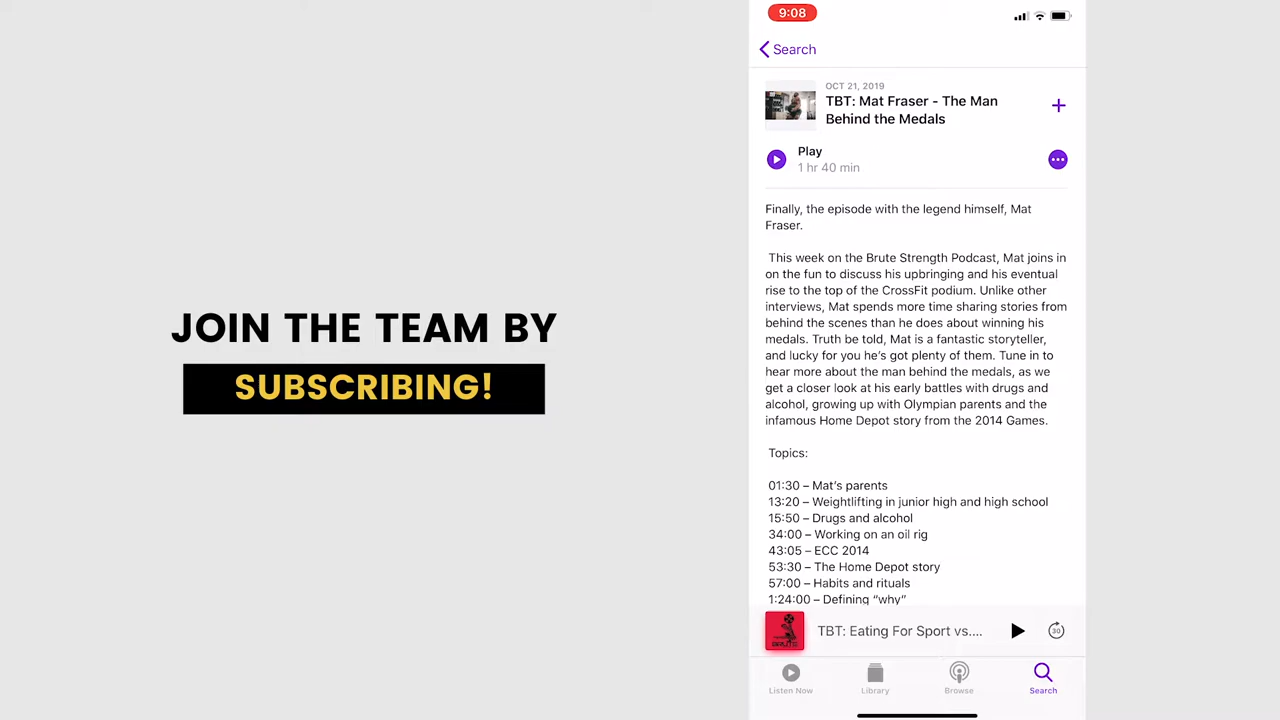 JOIN THE TEAM BY
SUBSCRIBING!
9:08
Search
OCT 21, 2019
TBT: Mat Fraser - The Man
Behind the Medals
Play
1 hr 40 min
Finally, the episode with the legend himself, Mat
Fraser.
This week on the Brute Strength Podcast, Mat joins in
on the fun to discuss his upbringing and his eventual
rise to the top of the CrossFit podium. Unlike other
interviews, Mat spends more time sharing stories from
behind the scenes than he does about winning his
medals. Truth be told, Mat is a fantastic storyteller,
and lucky for you he's got plenty of them. Tune in to
hear more about the man behind the medals, as we
get a closer look at his early battles with drugs and
alcohol, growing up with Olympian parents and the
infamous Home Depot story from the 2014 Games.
Topics:
01:30 – Mat's parents
13:20 – Weightlifting in junior high and high school
15:50 – Drugs and alcohol
34:00 – Working on an oil rig
43:05 – ECC 2014
53:30 – The Home Depot story
57:00 – Habits and rituals
1:24:00 – Defining “why”
TBT: Eating For Sport vs....
30
Listen Now
Library
Browse
Search